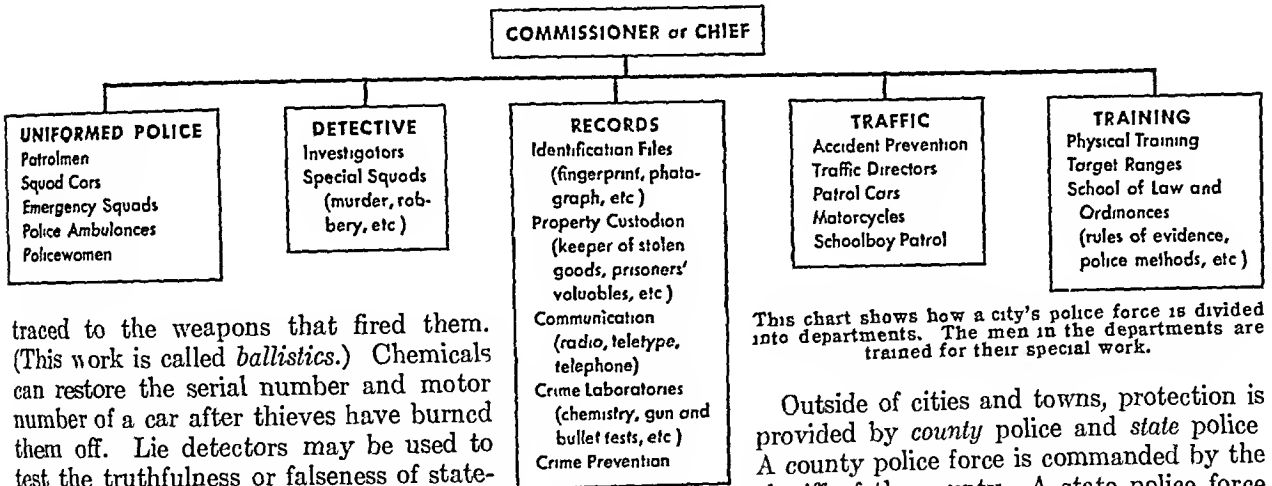 COMMISSIONER or CHIEF
UNIFORMED POLICE
Patrolmen
Squad Cars
Emergency Squads
Police Ambulances
Policewomen
DETECTIVE
Investigators
Special Squads
(murder, rob-
bery, etc )
RECORDS
Identification Files
(fingerprint, photo-
graph, etc )
Property Custodian
(keeper of stolen
goods, prisoners'
valuables, etc )
Communication
(radio, teletype,
telephone)
Crime Laboratories
(chemistry, gun and
bullet tests, etc )
Crime Prevention
TRAFFIC
Accident Prevention
Traffic Directors
Patrol Cars
Motorcycles
Schoolboy Patrol
TRAINING
Physical Training
Target Ranges
School of Law and
Ordinances
(rules of evidence,
police methods, etc )
This chart shows how a city's police force is divided
into departments. The men in the departments are
trained for their special work.
traced to the weapons that fired them.
(This work is called ballistics.) Chemicals
can restore the serial number and motor
number of a car after thieves have burned
them off. Lie detectors may be used to
test the truthfulness or falseness of state-
Outside of cities and towns, protection is
provided by county police and state police
A county police force is commanded by the
A state police force